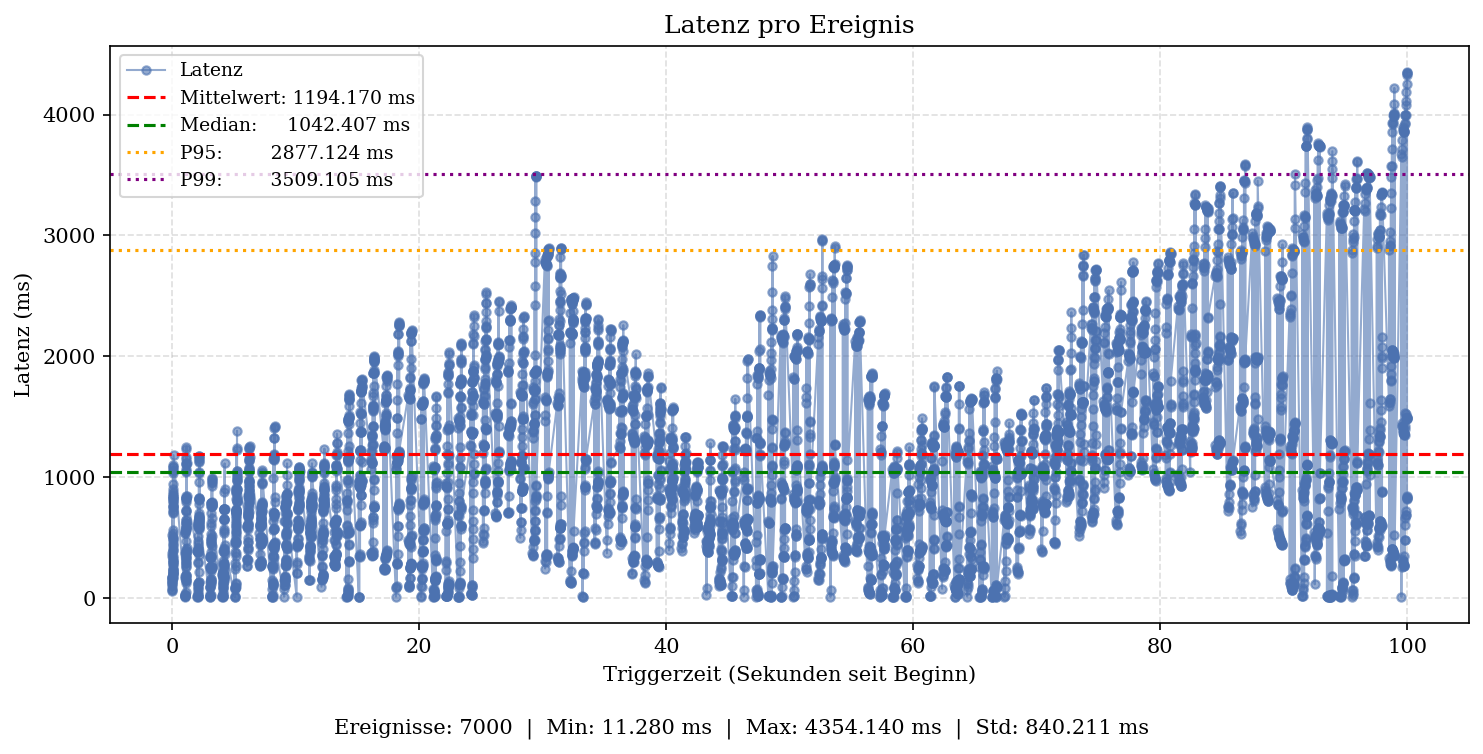 Latenz pro Ereignis
Latenz
Mittelwert: 1194.170 ms
Median: 1042.407 ms
P95: 2877.124 ms
P99: 3509.105 ms
Latenz (ms)
4000
3000
2000
1000
0
0 20 40 60 80 100
Triggerzeit (Sekunden seit Beginn)
Ereignisse: 7000 | Min: 11.280 ms | Max: 4354.140 ms | Std: 840.211 ms